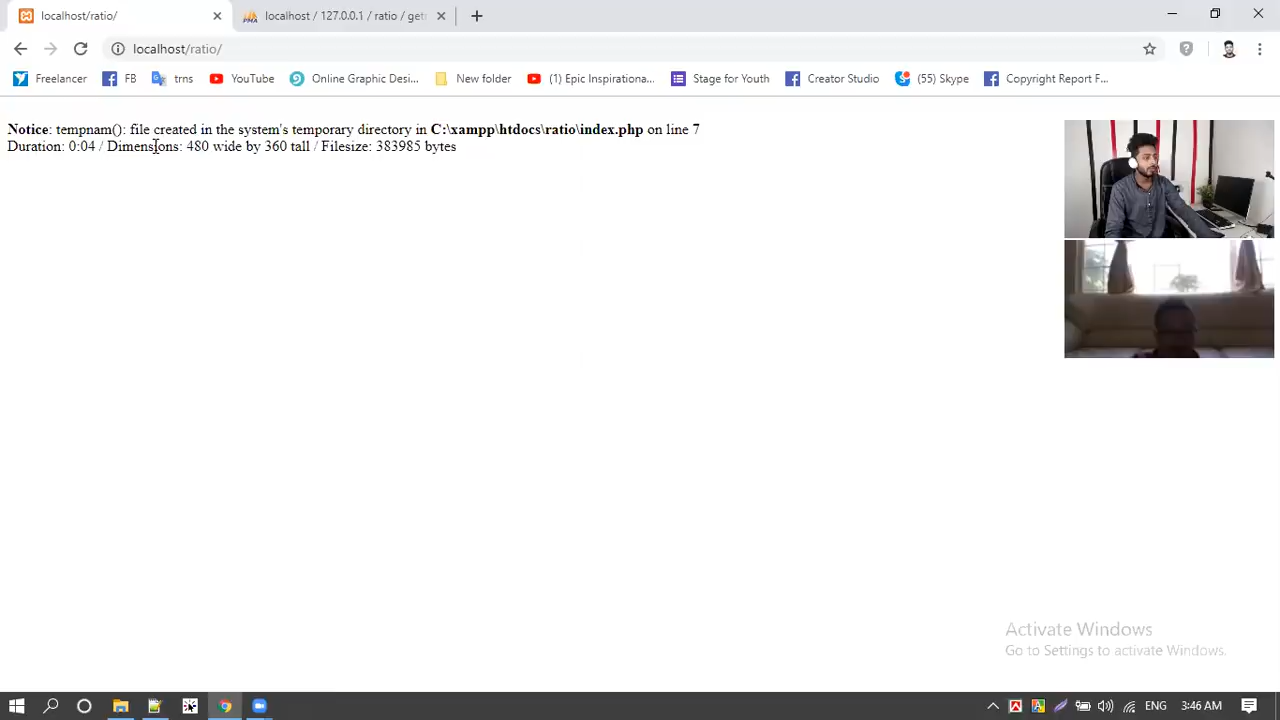 localhost/ratio/
localhost / 127.0.0.1 / ratio / get
localhost/ratio/
Freelancer
FB
trns
YouTube
Online Graphic Desi...
New folder
(1) Epic Inspirationa...
Stage for Youth
Creator Studio
(55) Skype
Copyright Report F...
Notice: tempnam(): file created in the system's temporary directory in C:\xampp\htdocs\ratio\index.php on line 7
Duration: 0:04 / Dimensions: 480 wide by 360 tall / Filesize: 383985 bytes
Activate Windows
Go to Settings to activate Windows.
ENG
3:46 AM